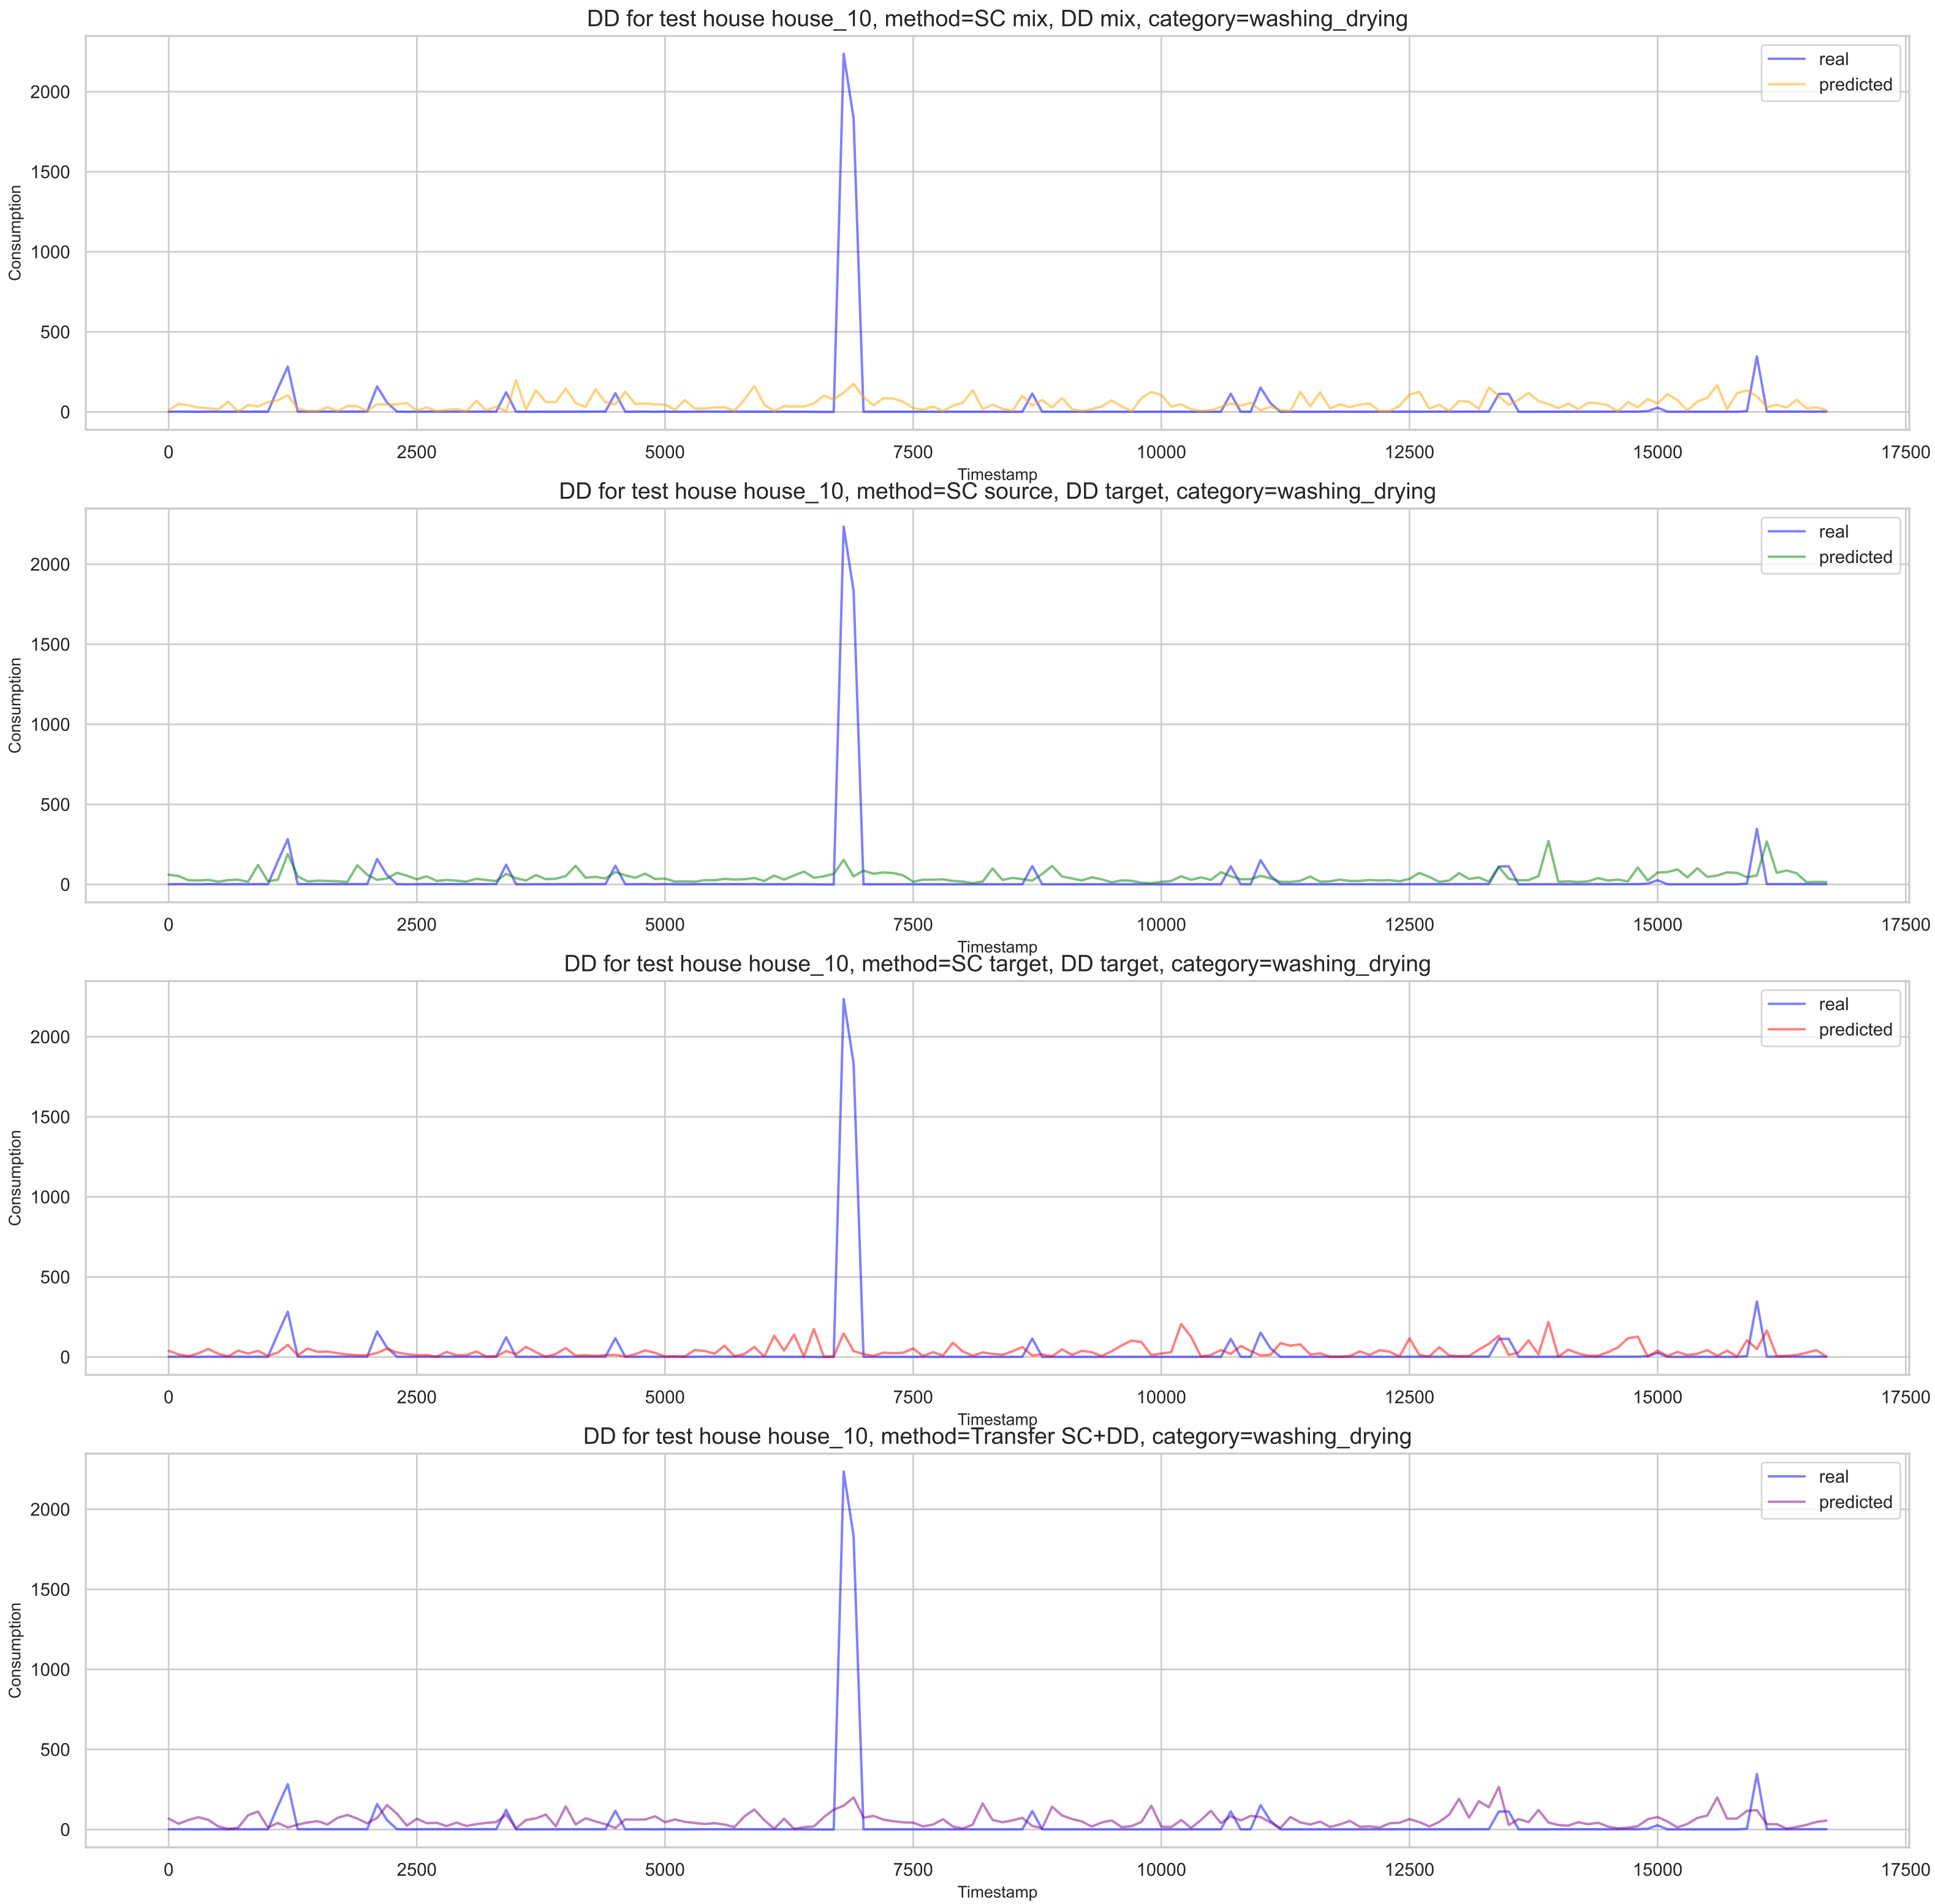 DD for test house house_10, method=SC mix, DD mix, category=washing_drying
real
predicted
2000
1500
1000
500
0
Consumption
0 2500 5000 7500 10000 12500 15000 17500
Timestamp
DD for test house house_10, method=SC source, DD target, category=washing_drying
real
predicted
2000
1500
1000
500
0
Consumption
0 2500 5000 7500 10000 12500 15000 17500
Timestamp
DD for test house house_10, method=SC target, DD target, category=washing_drying
real
predicted
2000
1500
1000
500
0
Consumption
0 2500 5000 7500 10000 12500 15000 17500
Timestamp
DD for test house house_10, method=Transfer SC+DD, category=washing_drying
real
predicted
2000
1500
1000
500
0
Consumption
0 2500 5000 7500 10000 12500 15000 17500
Timestamp